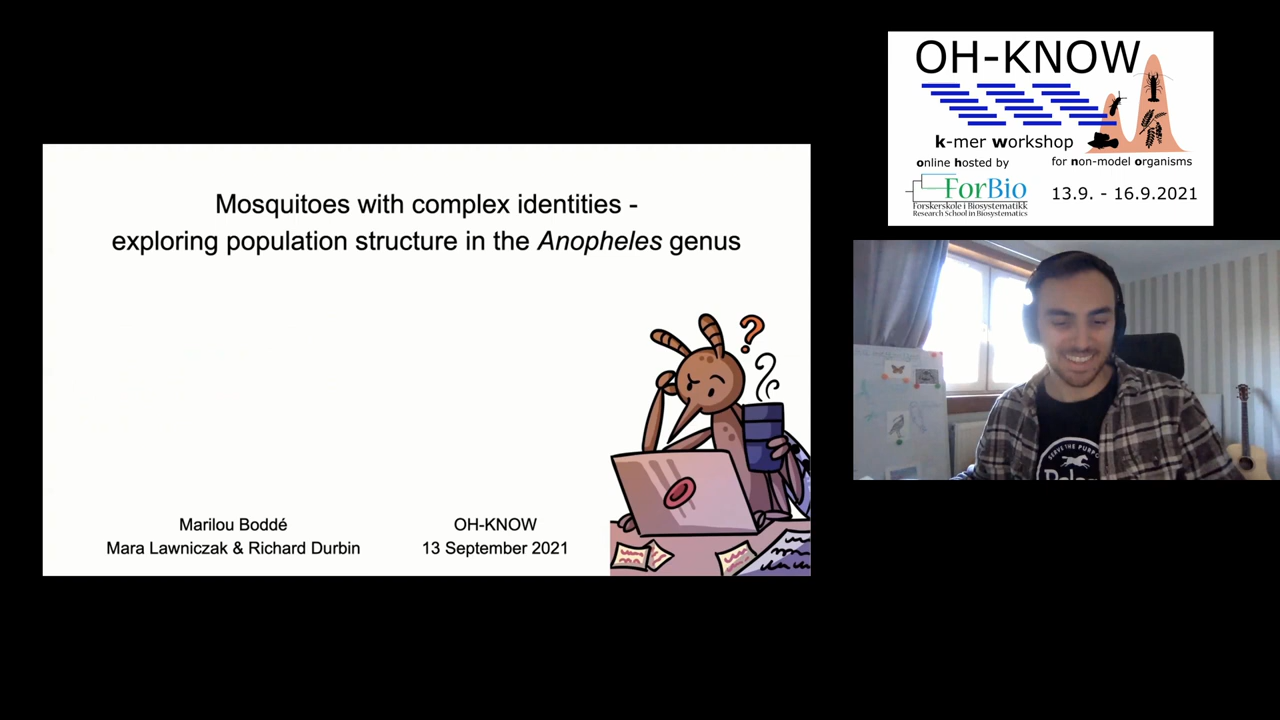 Mosquitoes with complex identities -
exploring population structure in the Anopheles genus
?
?
Marilou Boddé
Mara Lawniczak & Richard Durbin
OH-KNOW
13 September 2021
OH-KNOW
k-mer workshop
online hosted by
for non-model organisms
ForBio
Forskerskole i Biosystematikk
Research School in Biosystematics
13.9. - 16.9.2021